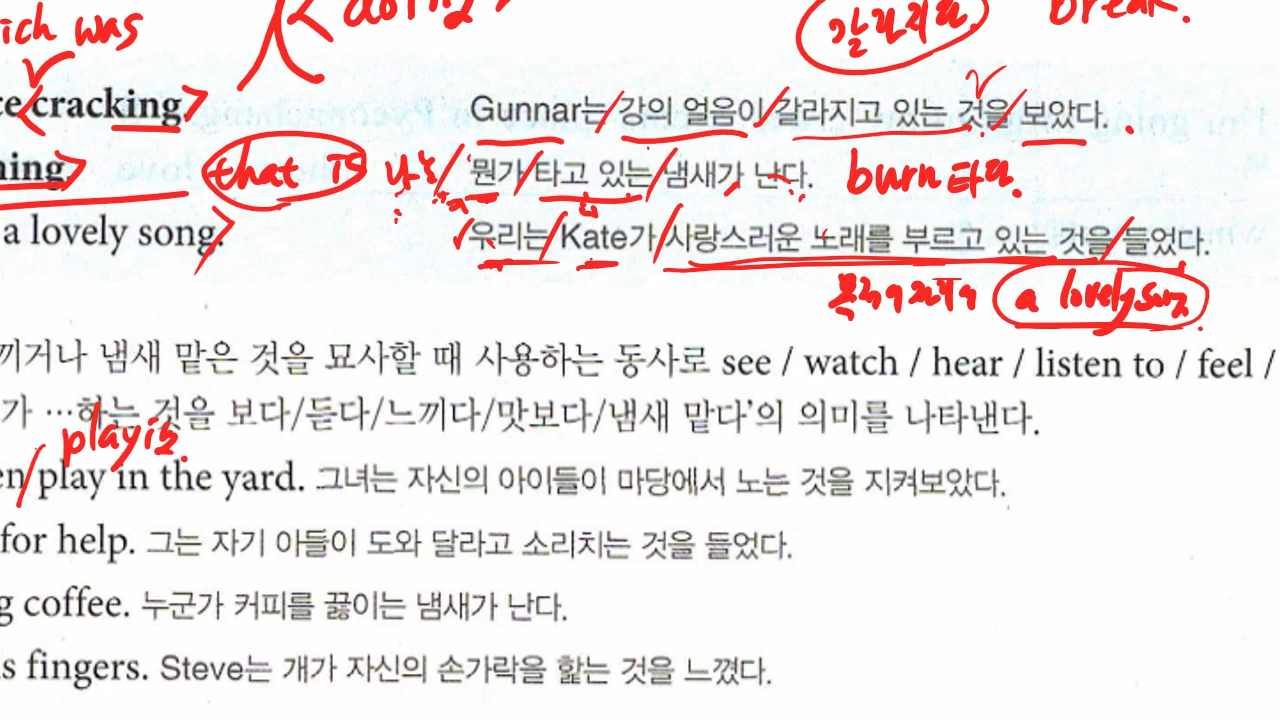 ich was
doing,
갈라지다 break.
ce cracking. Gunnar는 강의 얼음이 갈라지고 있는 것을 보았다.
ning. that is 나는 뭔가 타고 있는 냄새가 난다. burn 타다.
a lovely song. 우리는 Kate가 사랑스러운 노래를 부르고 있는 것을 들었다.
a lovely song
끼거나 냄새 맡은 것을 묘사할 때 사용하는 동사로 see / watch / hear / listen to / feel /
가 …하는 것을 보다/듣다/느끼다/맛보다/냄새 맡다’의 의미를 나타낸다.
en play in the yard. 그녀는 자신의 아이들이 마당에서 노는 것을 지켜보았다.
for help. 그는 자기 아들이 도와 달라고 소리치는 것을 들었다.
g coffee. 누군가 커피를 끓이는 냄새가 난다.
is fingers. Steve는 개가 자신의 손가락을 핥는 것을 느꼈다.